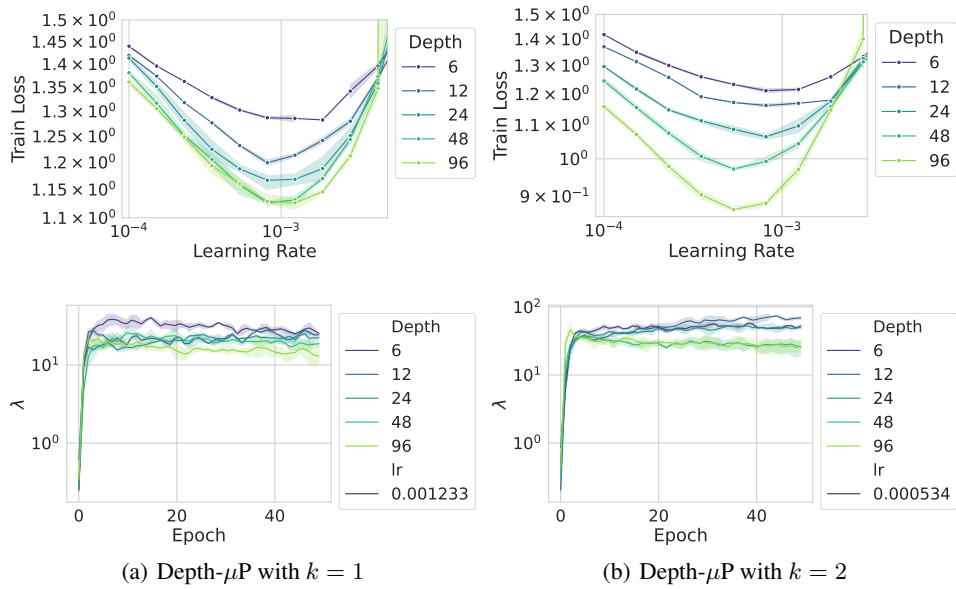 1.5 × 10⁰
1.45 × 10⁰
1.4 × 10⁰
1.35 × 10⁰
1.3 × 10⁰
1.25 × 10⁰
1.2 × 10⁰
1.15 × 10⁰
1.1 × 10⁰
Train Loss
10⁻⁴
10⁻³
Learning Rate
Depth
6
12
24
48
96
1.5 × 10⁰
1.4 × 10⁰
1.3 × 10⁰
1.2 × 10⁰
1.1 × 10⁰
10⁰
9 × 10⁻¹
Train Loss
10⁻⁴
10⁻³
Learning Rate
Depth
6
12
24
48
96
10¹
10⁰
λ
0
20
40
Epoch
Depth
6
12
24
48
96
lr
0.001233
10²
10¹
10⁰
λ
0
20
40
Epoch
Depth
6
12
24
48
96
lr
0.000534
(a) Depth-μP with k = 1
(b) Depth-μP with k = 2